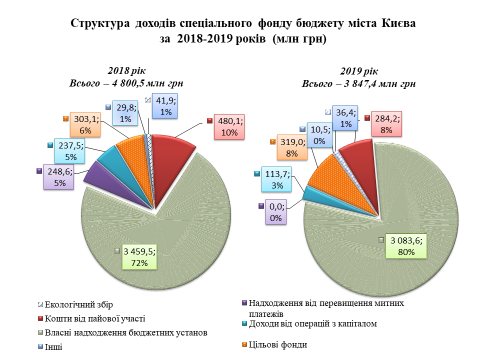 Структура доходів спеціального фонду бюджету міста Києва
за 2018-2019 років (млн грн)
2018 рік
Всього – 4 800,5 млн грн
41,9;
1%
29,8;
1%
303,1;
6%
237,5;
5%
248,6;
5%
480,1;
10%
3 459,5;
72%
2019 рік
Всього – 3 847,4 млн грн
36,4;
1%
284,2;
8%
10,5;
0%
319,0;
8%
113,7;
3%
0,0;
0%
3 083,6;
80%
Екологічний збір
Кошти від пайової участі
Власні надходження бюджетних установ
Інші
Надходження від перевищення митних
платежів
Доходи від операцій з капіталом
Цільові фонди